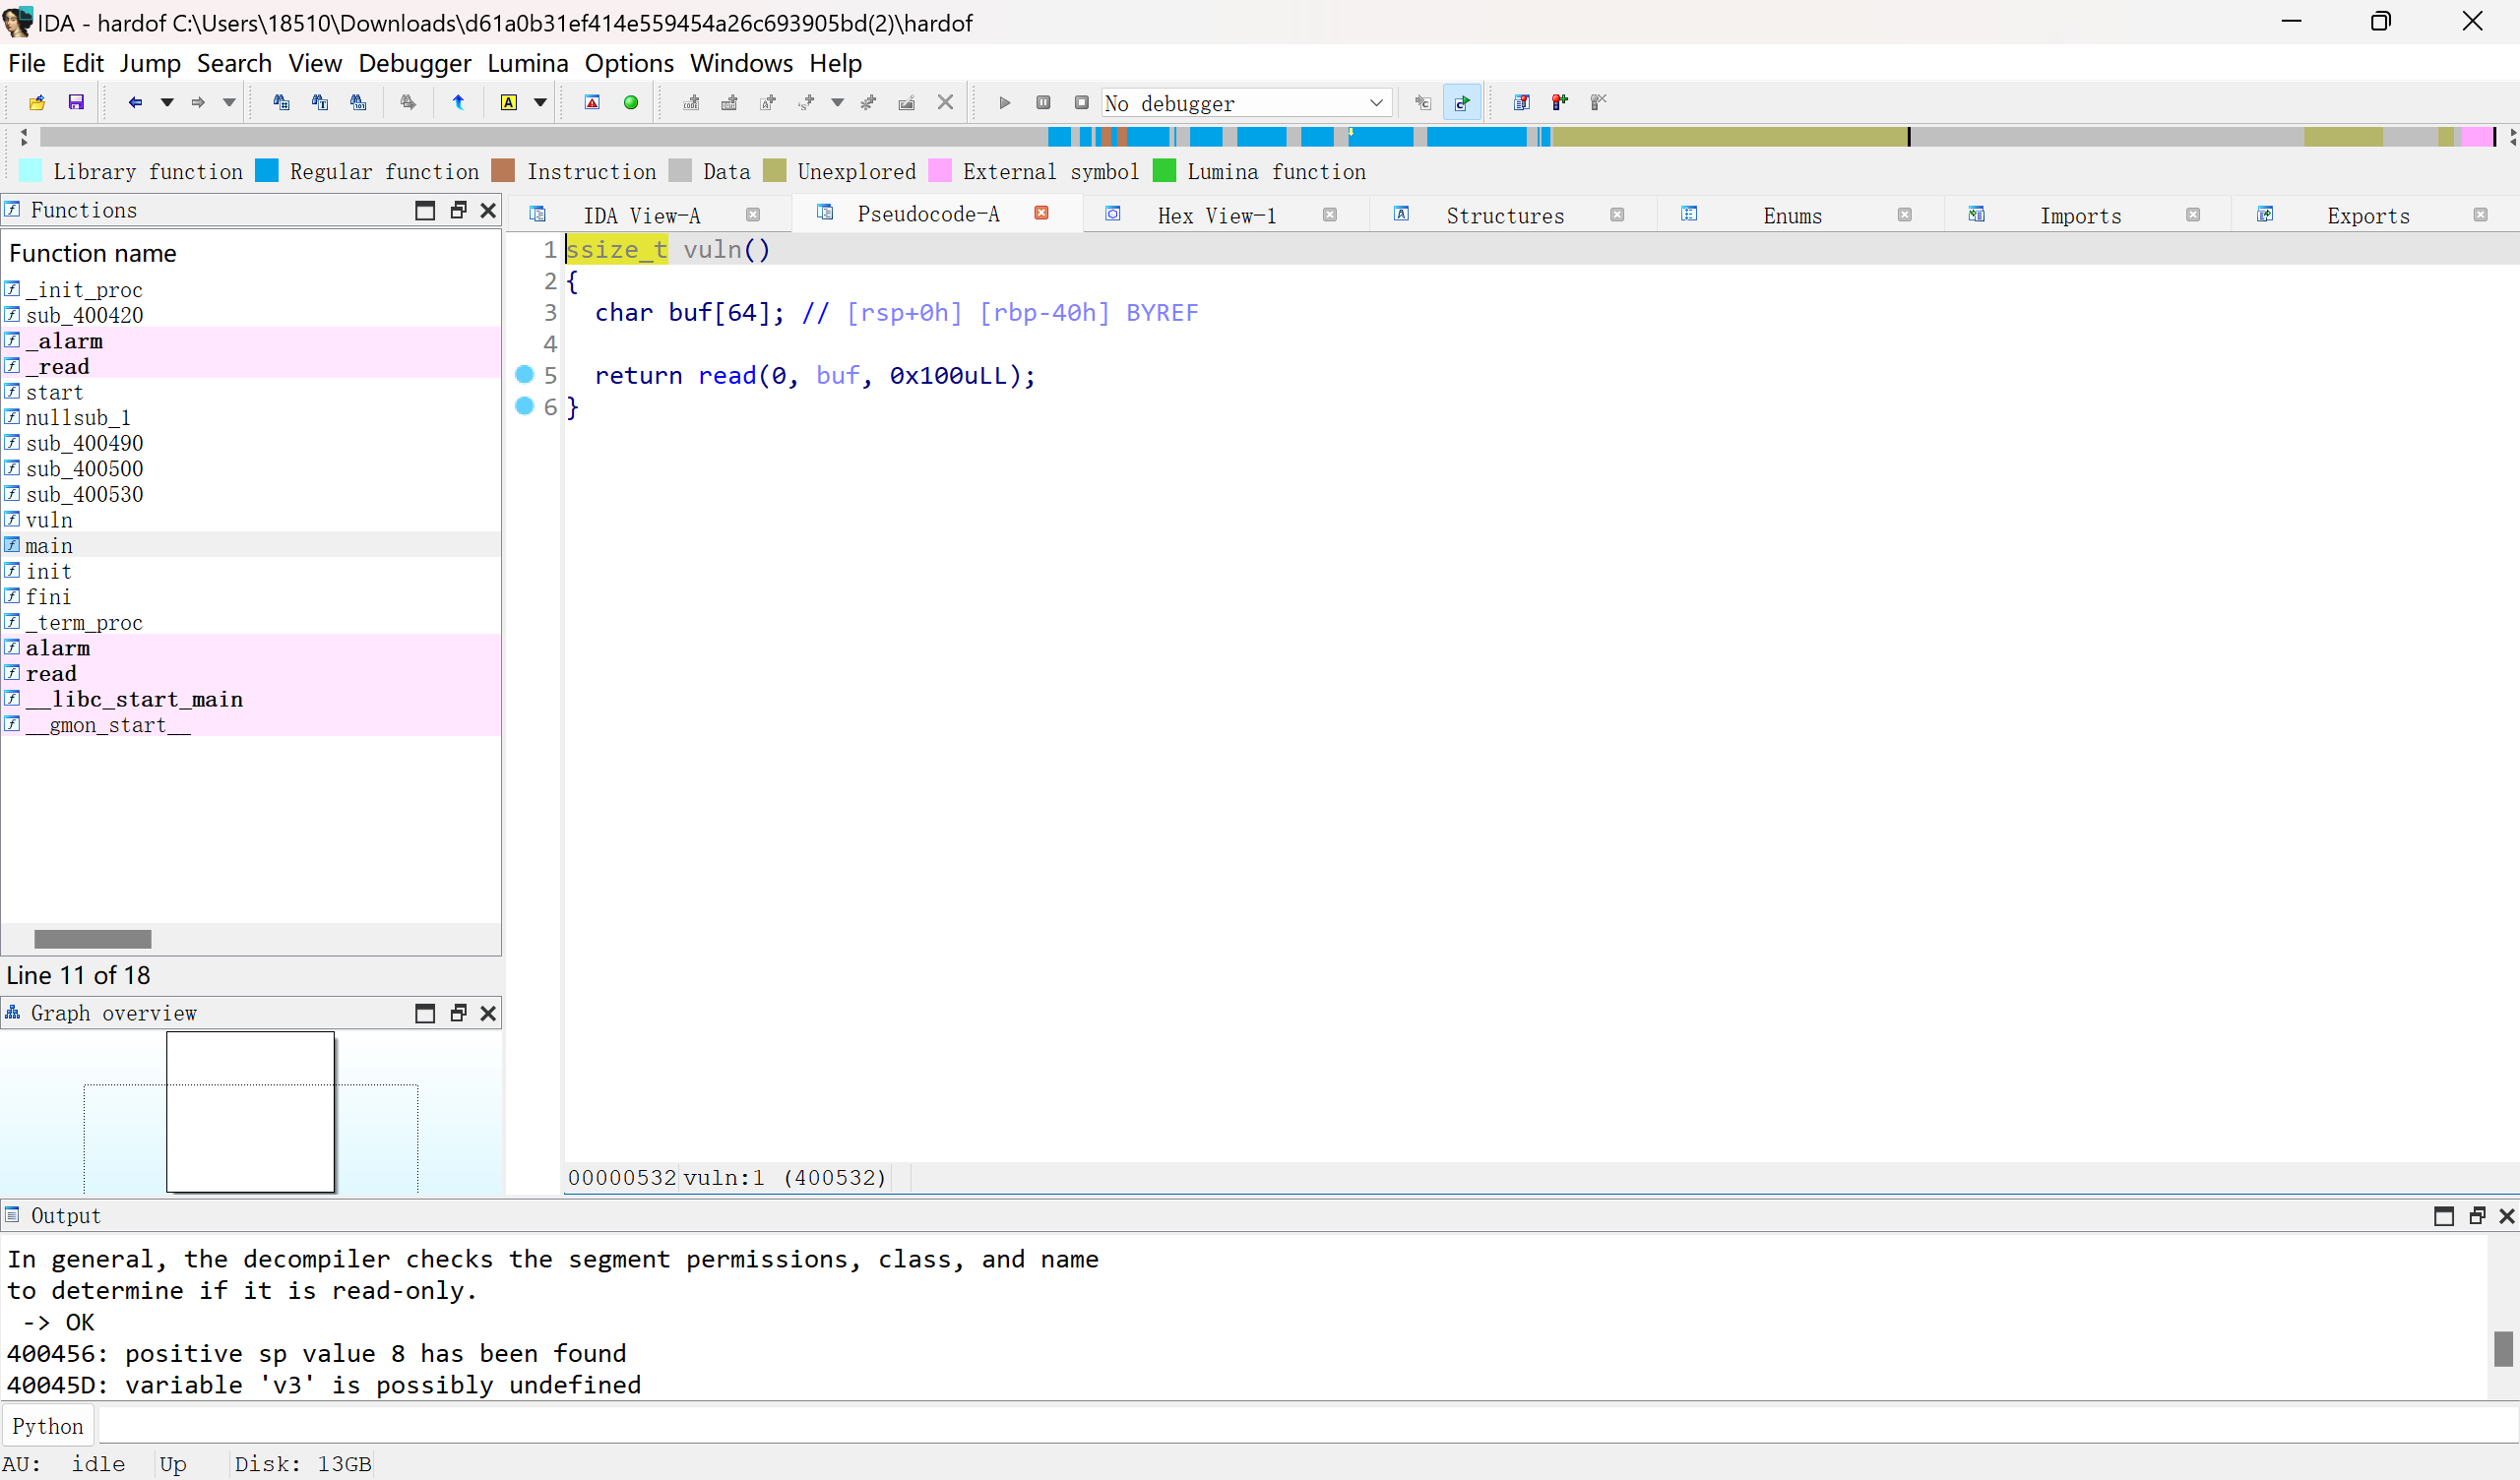 IDA - hardof C:\Users\18510\Downloads\d61a0b31ef414e559454a26c693905bd(2)\hardof
File Edit Jump Search View Debugger Lumina Options Windows Help
No debugger
Library function Regular function Instruction Data Unexplored External symbol Lumina function
Functions
Function name
_init_proc
sub_400420
_alarm
_read
start
nullsub_1
sub_400490
sub_400500
sub_400530
vuln
main
init
fini
_term_proc
alarm
read
__libc_start_main
__gmon_start__
Line 11 of 18
Graph overview
IDA View-A Pseudocode-A Hex View-1 Structures Enums Imports Exports
1 ssize_t vuln()
2 {
3 char buf[64]; // [rsp+0h] [rbp-40h] BYREF
4
5 return read(0, buf, 0x100uLL);
6 }
00000532 vuln:1 (400532)
Output
In general, the decompiler checks the segment permissions, class, and name
to determine if it is read-only.
-> OK
400456: positive sp value 8 has been found
40045D: variable 'v3' is possibly undefined
Python
AU: idle Up Disk: 13GB